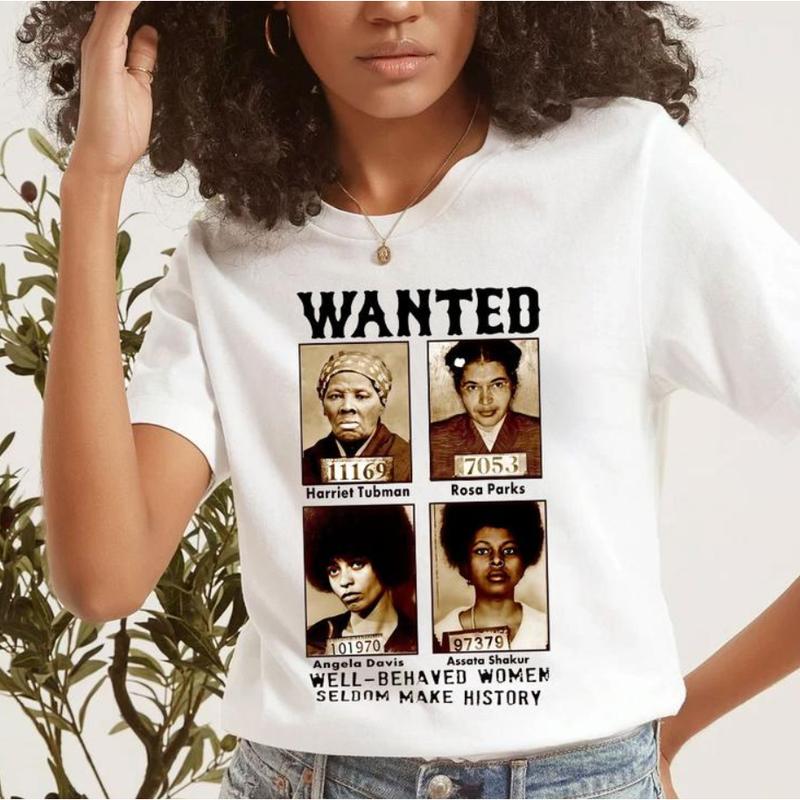 WANTED
11169 7053
Harriet Tubman Rosa Parks
101970 97379
Angela Davis Assata Shakur
WELL-BEHAVED WOMEN
SELDOM MAKE HISTORY